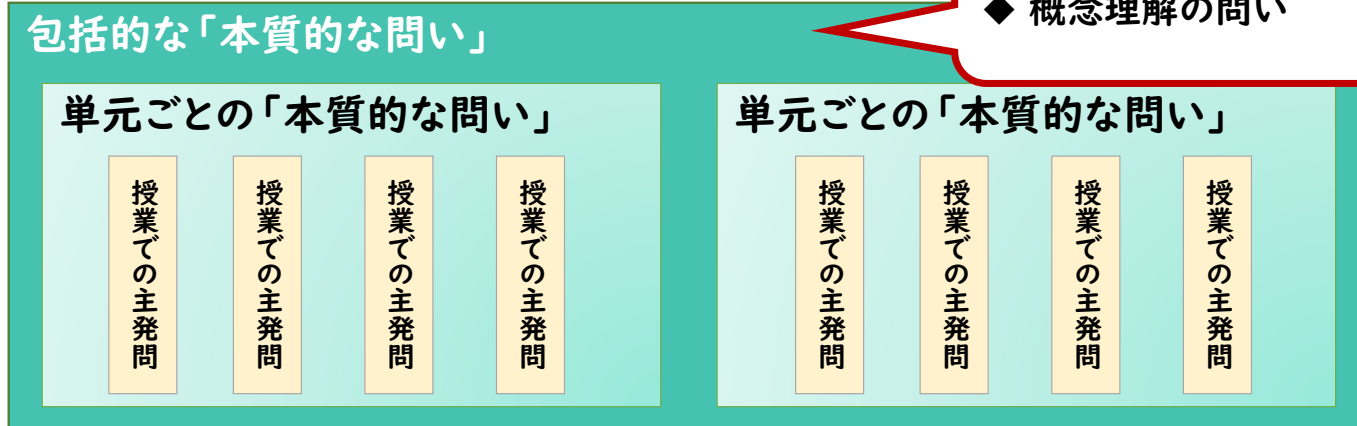 ◆ 概念理解の問い
包括的な「本質的な問い」
単元ごとの「本質的な問い」
授業での主発問
授業での主発問
授業での主発問
授業での主発問
単元ごとの「本質的な問い」
授業での主発問
授業での主発問
授業での主発問
授業での主発問